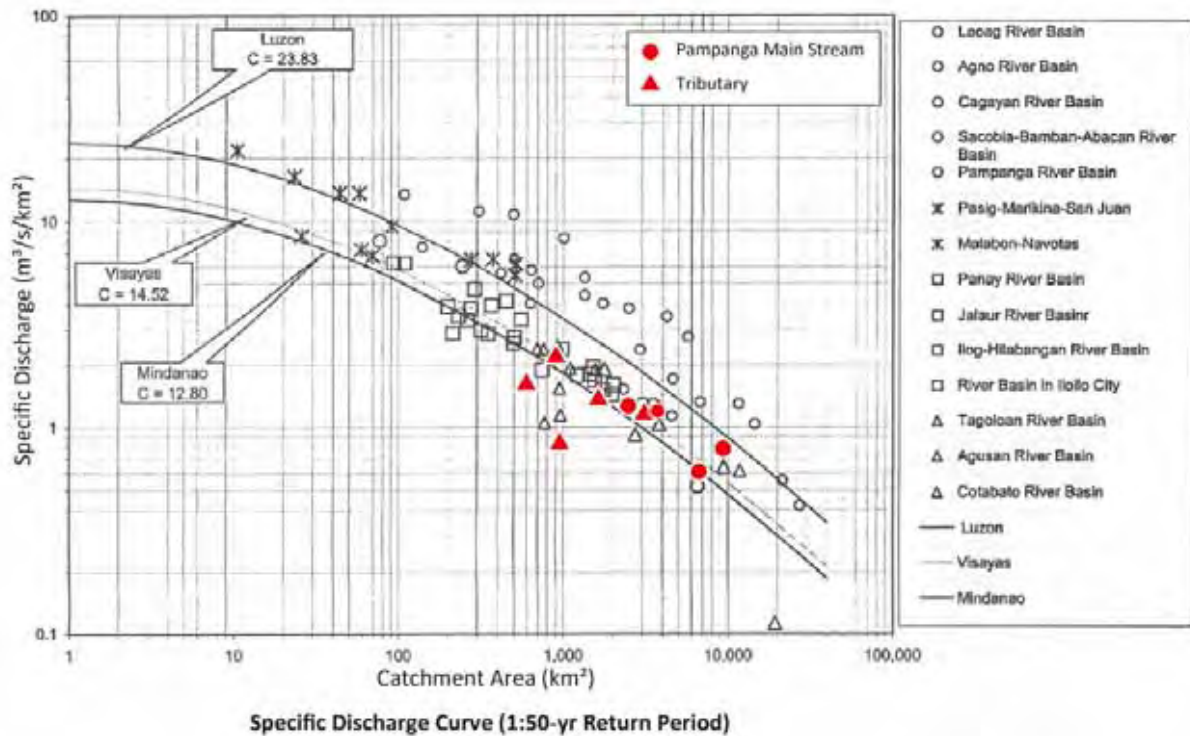 100
10
1
0.1
Specific Discharge (m³/s/km²)
Luzon
C = 23.83
Visayas
C = 14.52
Mindanao
C = 12.80
Pampanga Main Stream
Tributary
1
10
100
1,000
10,000
100,000
Catchment Area (km²)
Laoag River Basin
Agno River Basin
Cagayan River Basin
Sacobia-Bamban-Abacan River
Basin
Pampanga River Basin
Pasig-Marikina-San Juan
Malabon-Navotas
Panay River Basin
Jalaur River Basinr
Ilog-Hilabangan River Basin
River Basin in Iloilo City
Tagoloan River Basin
Agusan River Basin
Cotabato River Basin
Luzon
Visayas
Mindanao
Specific Discharge Curve (1:50-yr Return Period)